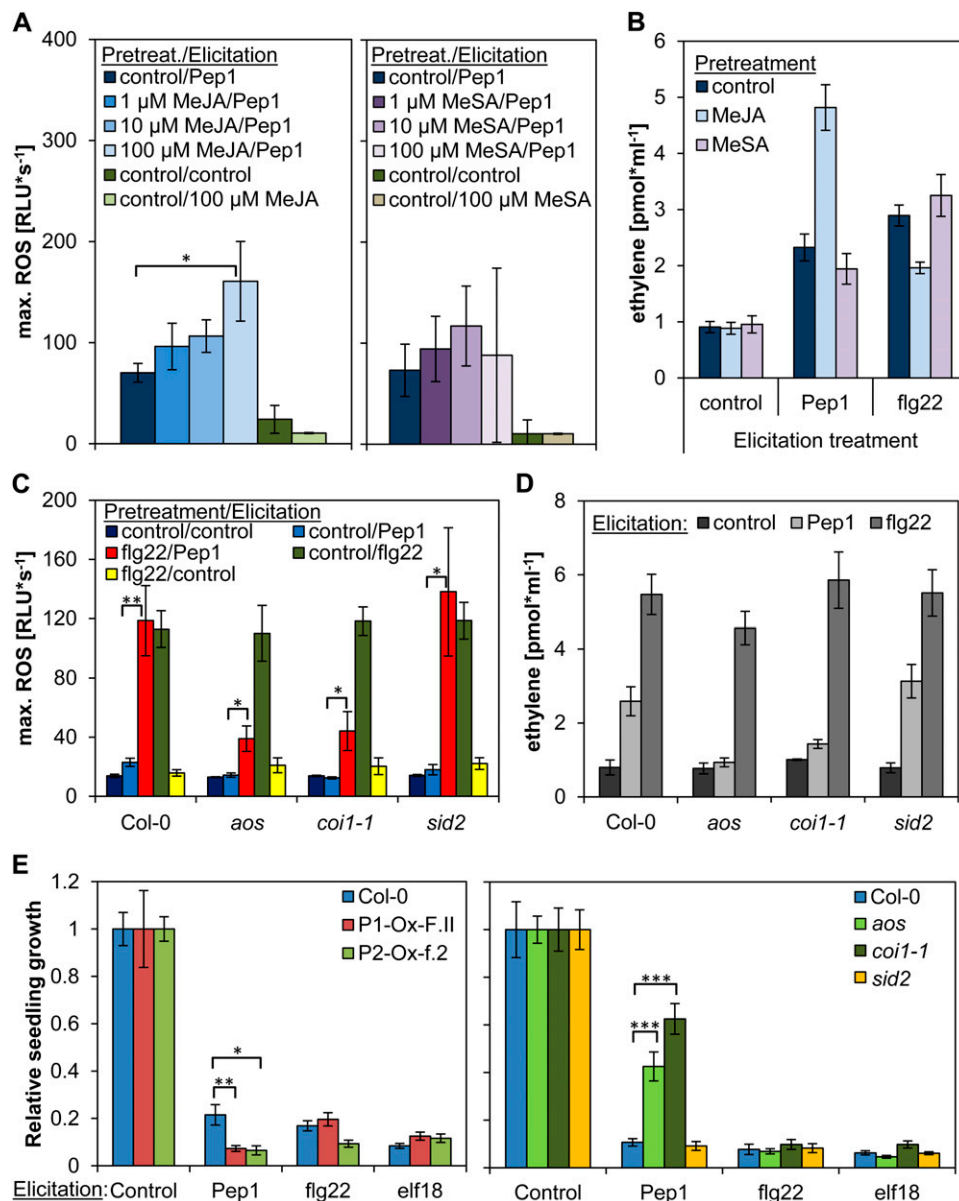 A
400
300
200
100
0
max. ROS [RLU*s-1]
Pretreat./Elicitation
control/Pep1
1 µM MeJA/Pep1
10 µM MeJA/Pep1
100 µM MeJA/Pep1
control/control
control/100 µM MeJA
*
Pretreat./Elicitation
control/Pep1
1 µM MeSA/Pep1
10 µM MeSA/Pep1
100 µM MeSA/Pep1
control/control
control/100 µM MeSA
B
6
5
4
3
2
1
0
ethylene [pmol*ml-1]
Pretreatment
control
MeJA
MeSA
control Pep1 flg22
Elicitation treatment
C
200
160
120
80
40
0
max. ROS [RLU*s-1]
Pretreatment/Elicitation
control/control control/Pep1
flg22/Pep1 control/flg22
flg22/control
** * * *
Col-0 aos coi1-1 sid2
D
8
6
4
2
0
ethylene [pmol*ml-1]
Elicitation: control Pep1 flg22
Col-0 aos coi1-1 sid2
E
1.2
1
0.8
0.6
0.4
0.2
0
Relative seedling growth
Col-0
P1-Ox-F.II
P2-Ox-f.2
*
**
Elicitation: Control Pep1 flg22 elf18
Col-0
aos
coi1-1
sid2
***
***
Control Pep1 flg22 elf18